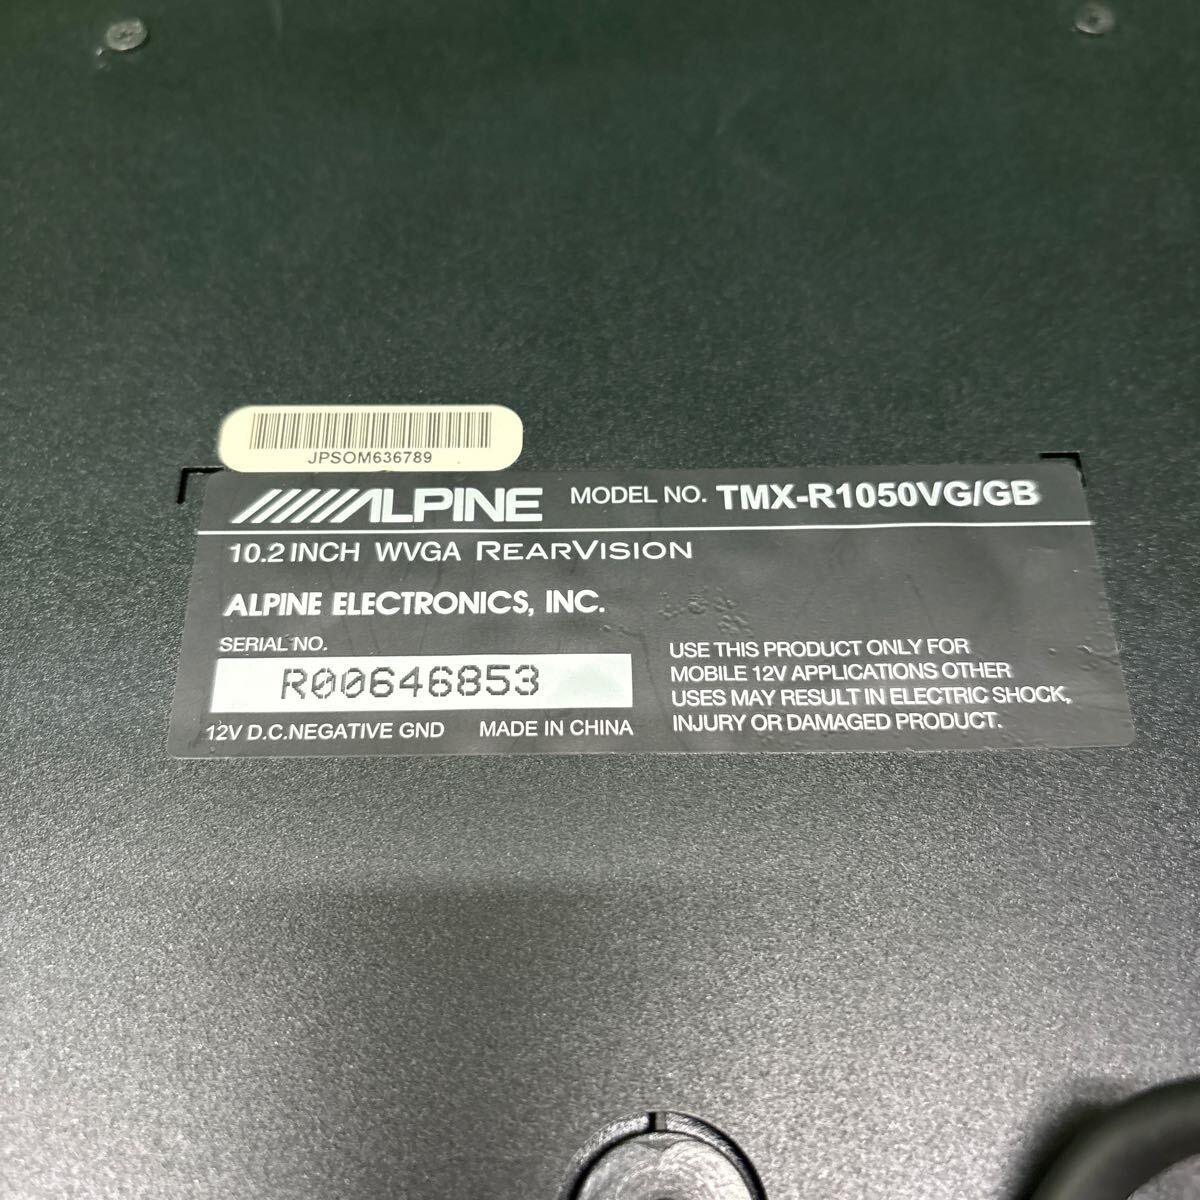 JPSOM636789
ALPINE MODEL NO. TMX-R1050VG/GB
10.2 INCH WVGA REARVISION
ALPINE ELECTRONICS, INC.
SERIAL NO.
R00646853
12V D.C.NEGATIVE GND MADE IN CHINA
USE THIS PRODUCT ONLY FOR
MOBILE 12V APPLICATIONS OTHER
USES MAY RESULT IN ELECTRIC SHOCK,
INJURY OR DAMAGED PRODUCT.